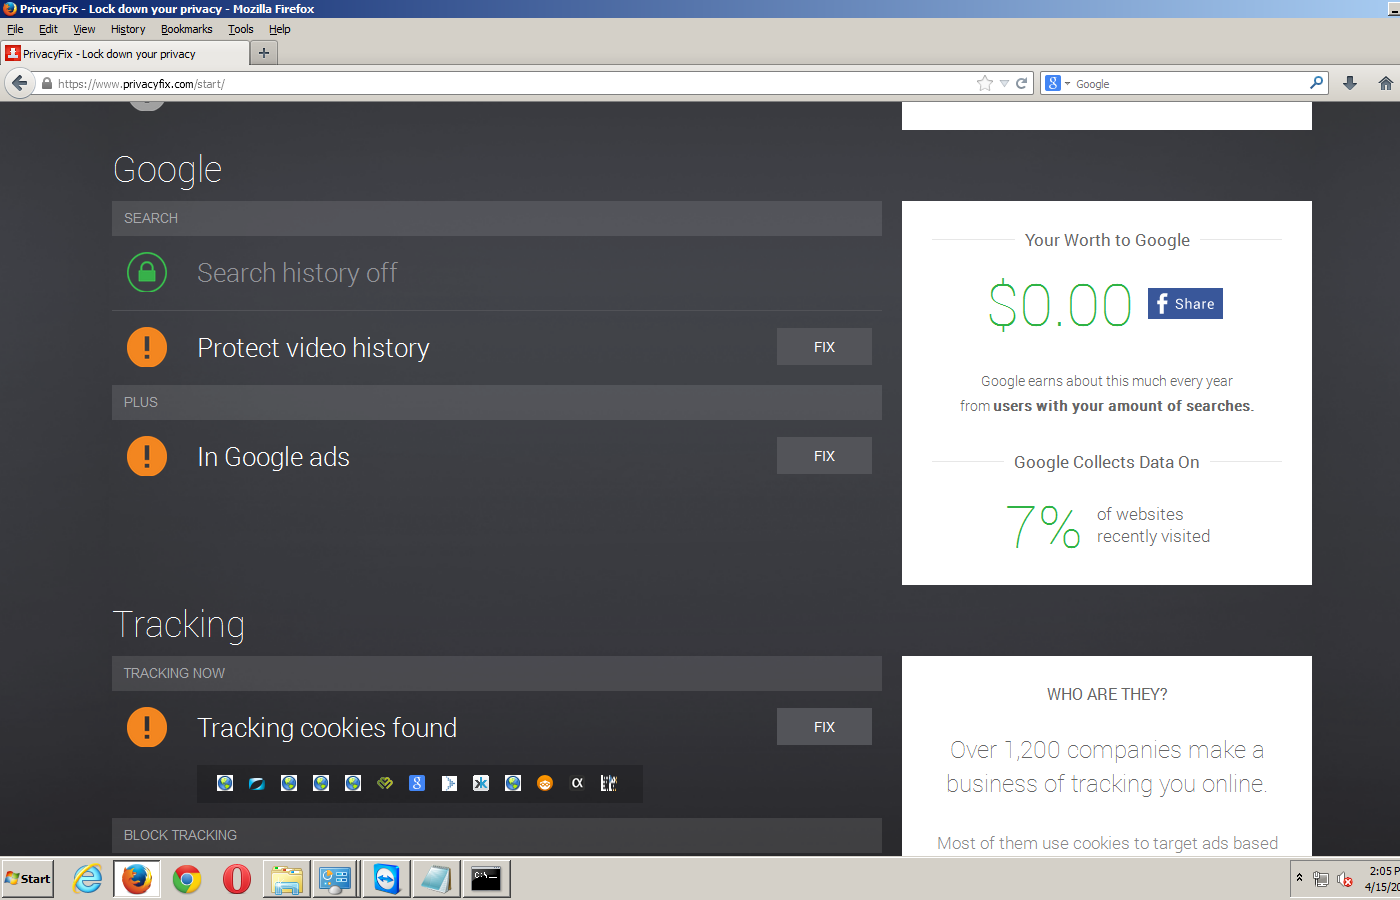 PrivacyFix - Lock down your privacy - Mozilla Firefox
File Edit View History Bookmarks Tools Help
PrivacyFix - Lock down your privacy
https://www.privacyfix.com/start/
Google
Google
SEARCH
Search history off
Protect video history FIX
PLUS
In Google ads FIX
Your Worth to Google
$0.00 f Share
Google earns about this much every year
from users with your amount of searches.
Google Collects Data On
7% of websites
recently visited
Tracking
TRACKING NOW
Tracking cookies found FIX
BLOCK TRACKING
WHO ARE THEY?
Over 1,200 companies make a
business of tracking you online.
Most of them use cookies to target ads based
Start
2:05 P
4/15/20